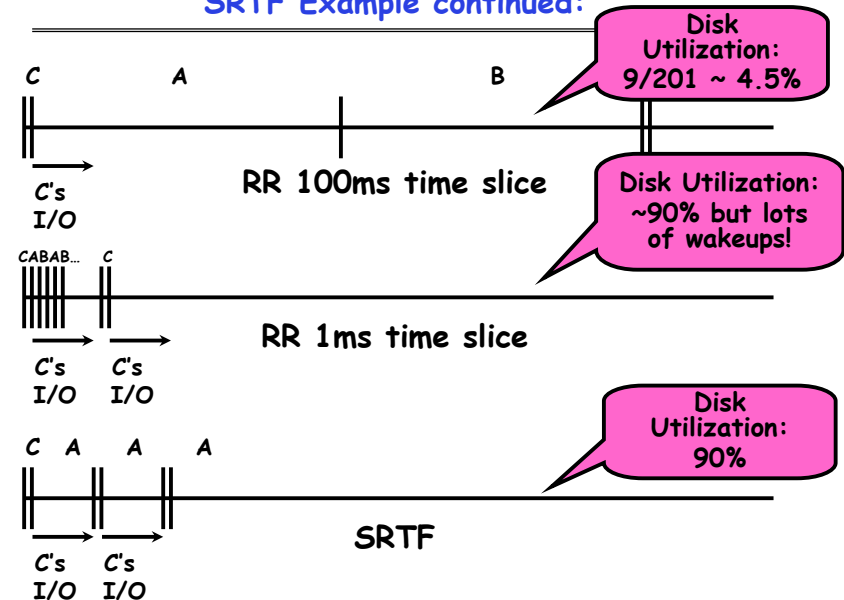 SRTF Example continued:
Disk
Utilization:
9/201 ~ 4.5%
C A B
C's
I/O
RR 100ms time slice
Disk Utilization:
~90% but lots
of wakeups!
CABAB... C
C's C's
I/O I/O
RR 1ms time slice
Disk
Utilization:
90%
C A A A
C's C's
I/O I/O
SRTF